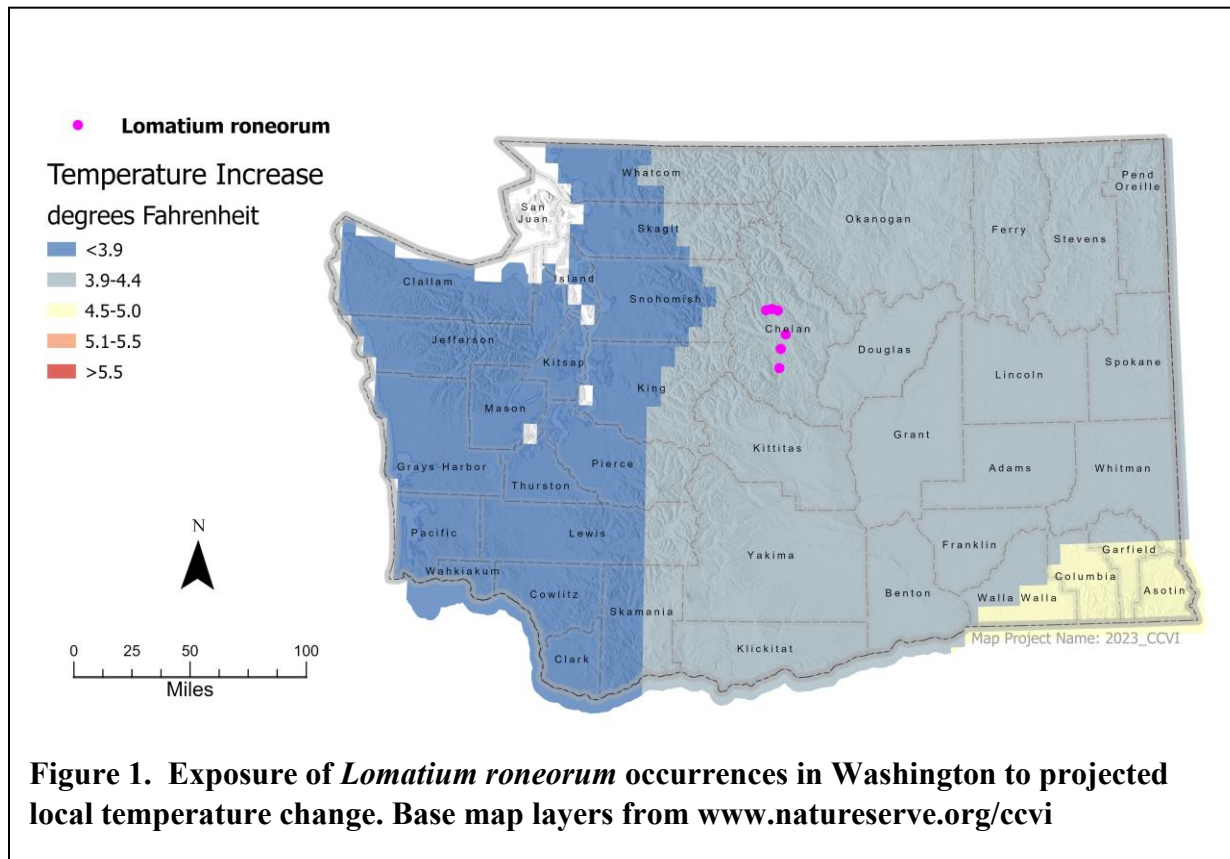 Lomatium roneorum
Temperature Increase
degrees Fahrenheit
<3.9
3.9-4.4
4.5-5.0
5.1-5.5
>5.5
Whatcom
Pend
Oreille
San
Juan
Skagit
Okanogan
Ferry
Stevens
Clallam
Island
Snohomish
Chelan
Jefferson
Douglas
Kitsap
Lincoln
Spokane
King
Mason
Grant
Kittitas
Grays Harbor
Pierce
Adams
Whitman
Thurston
Pacific
Lewis
Yakima
Franklin
Garfield
Wahkiakum
Columbia
Cowlitz
Skamania
Benton
Walla Walla
Asotin
Klickitat
Clark
Map Project Name: 2023_CCVI
N
0 25 50 100
Miles
Figure 1. Exposure of Lomatium roneorum occurrences in Washington to projected
local temperature change. Base map layers from www.natureserve.org/ccvi